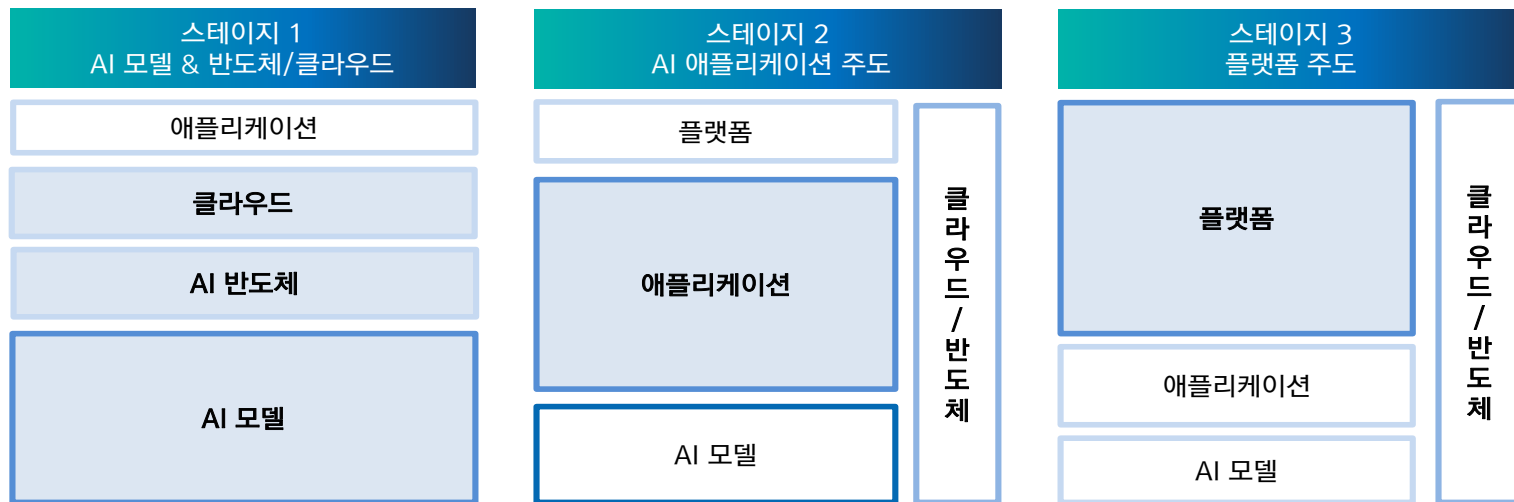 스테이지 1
AI 모델 & 반도체/클라우드
애플리케이션
클라우드
AI 반도체
AI 모델
스테이지 2
AI 애플리케이션 주도
플랫폼
애플리케이션
AI 모델
클라우드/반도체
스테이지 3
플랫폼 주도
플랫폼
애플리케이션
AI 모델
클라우드/반도체